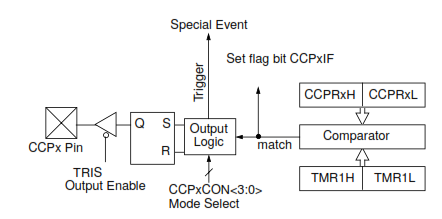 Special Event
Set flag bit CCPxIF
Trigger
CCPRxH CCPRxL
Q S
R
Output
Logic
match
Comparator
CCPx Pin
TRIS
Output Enable
CCPxCON<3:0>
Mode Select
TMR1H TMR1L